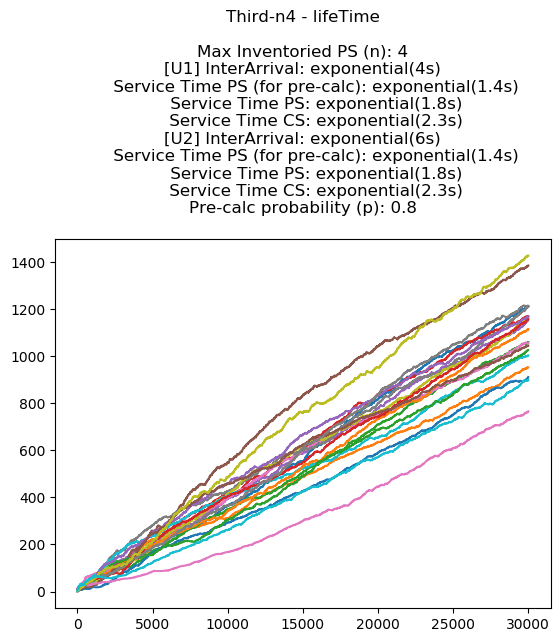 Third-n4 - lifeTime
Max Inventoried PS (n): 4
[U1] InterArrival: exponential(4s)
Service Time PS (for pre-calc): exponential(1.4s)
Service Time PS: exponential(1.8s)
Service Time CS: exponential(2.3s)
[U2] InterArrival: exponential(6s)
Service Time PS (for pre-calc): exponential(1.4s)
Service Time PS: exponential(1.8s)
Service Time CS: exponential(2.3s)
Pre-calc probability (p): 0.8
1400
1200
1000
800
600
400
200
0
0 5000 10000 15000 20000 25000 30000